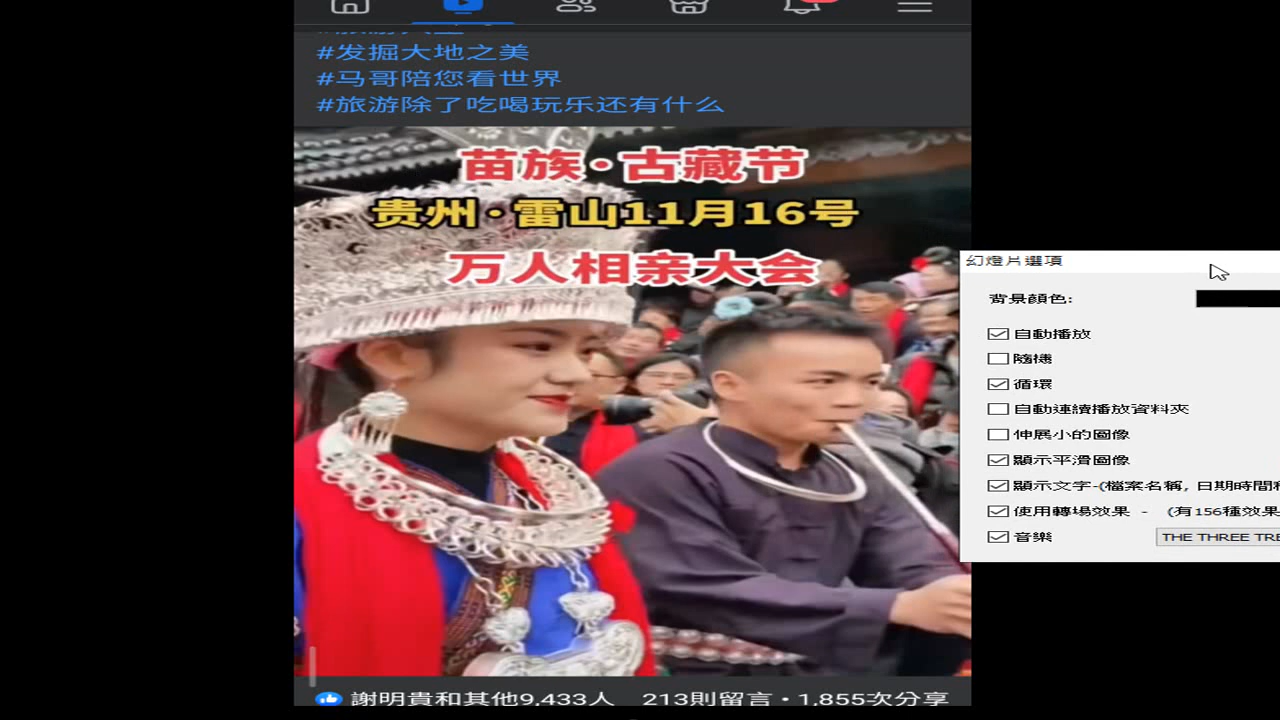 #发掘大地之美
#马哥陪您看世界
#旅游除了吃喝玩乐还有什么
苗族·古藏节
贵州·雷山11月16号
万人相亲大会
謝明貴和其他9,433人 213則留言·1,855次分享
幻燈片選項
背景顏色:
自動播放
隨機
循環
自動連續播放資料夾
伸展小的圖像
顯示平滑圖像
顯示文字-(檔案名稱, 日期時間
使用轉場效果 - (有156種效果
音樂 THE THREE TRE